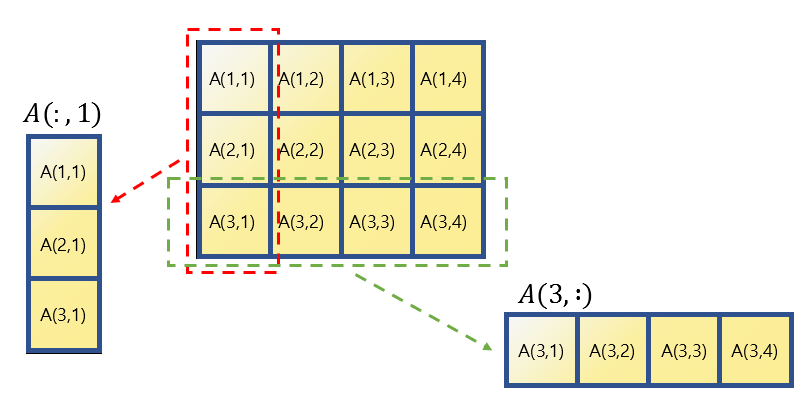 A(1,1) A(1,2) A(1,3) A(1,4)
A(2,1) A(2,2) A(2,3) A(2,4)
A(3,1) A(3,2) A(3,3) A(3,4)
A(:,1)
A(1,1)
A(2,1)
A(3,1)
A(3,:)
A(3,1) A(3,2) A(3,3) A(3,4)